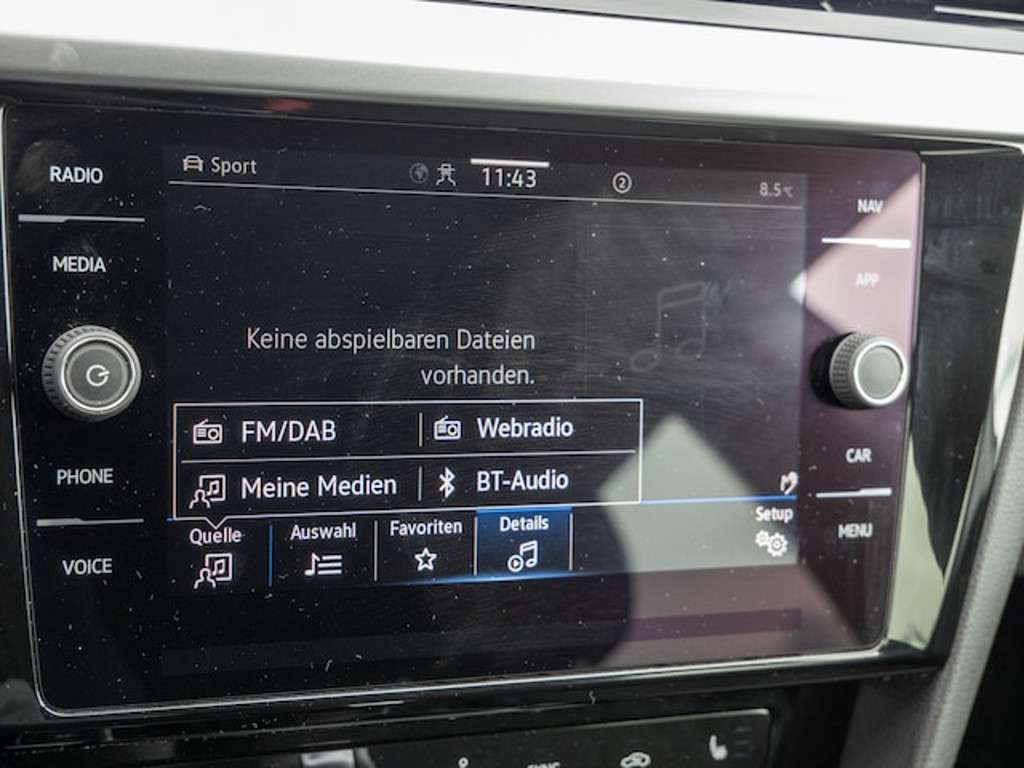 RADIO
MEDIA
PHONE
VOICE
Sport
11:43
2
8.5°C
Keine abspielbaren Dateien
vorhanden.
FM/DAB
Webradio
Meine Medien
BT-Audio
Quelle
Auswahl
Favoriten
Details
Setup
NAV
APP
CAR
MENU